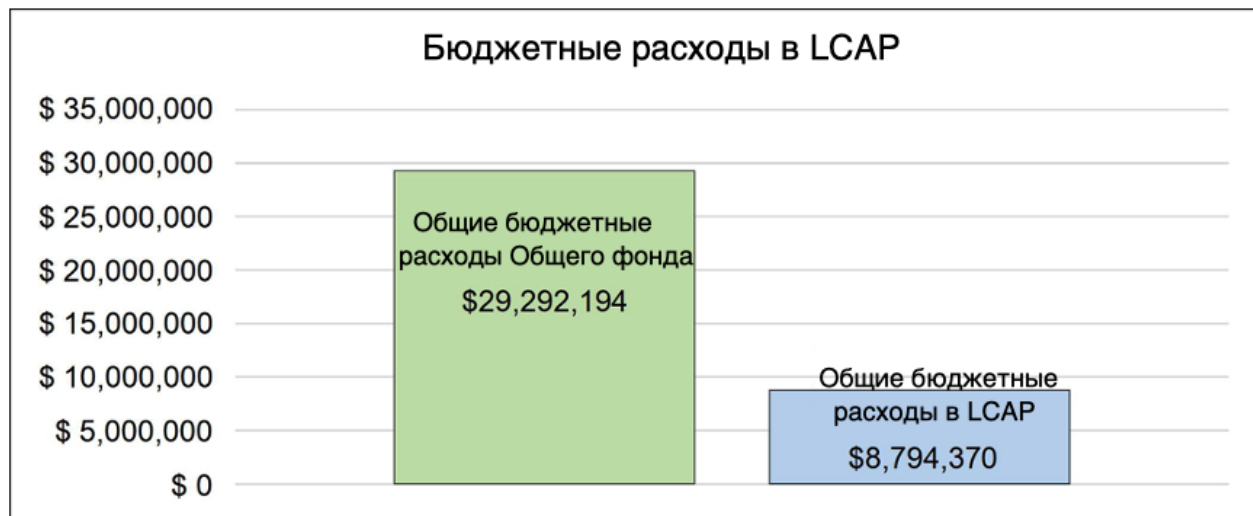 Бюджетные расходы в LCAP
$ 35,000,000
$ 30,000,000
$ 25,000,000
$ 20,000,000
$ 15,000,000
$ 10,000,000
$ 5,000,000
$ 0
Общие бюджетные
расходы Общего фонда
$29,292,194
Общие бюджетные
расходы в LCAP
$8,794,370